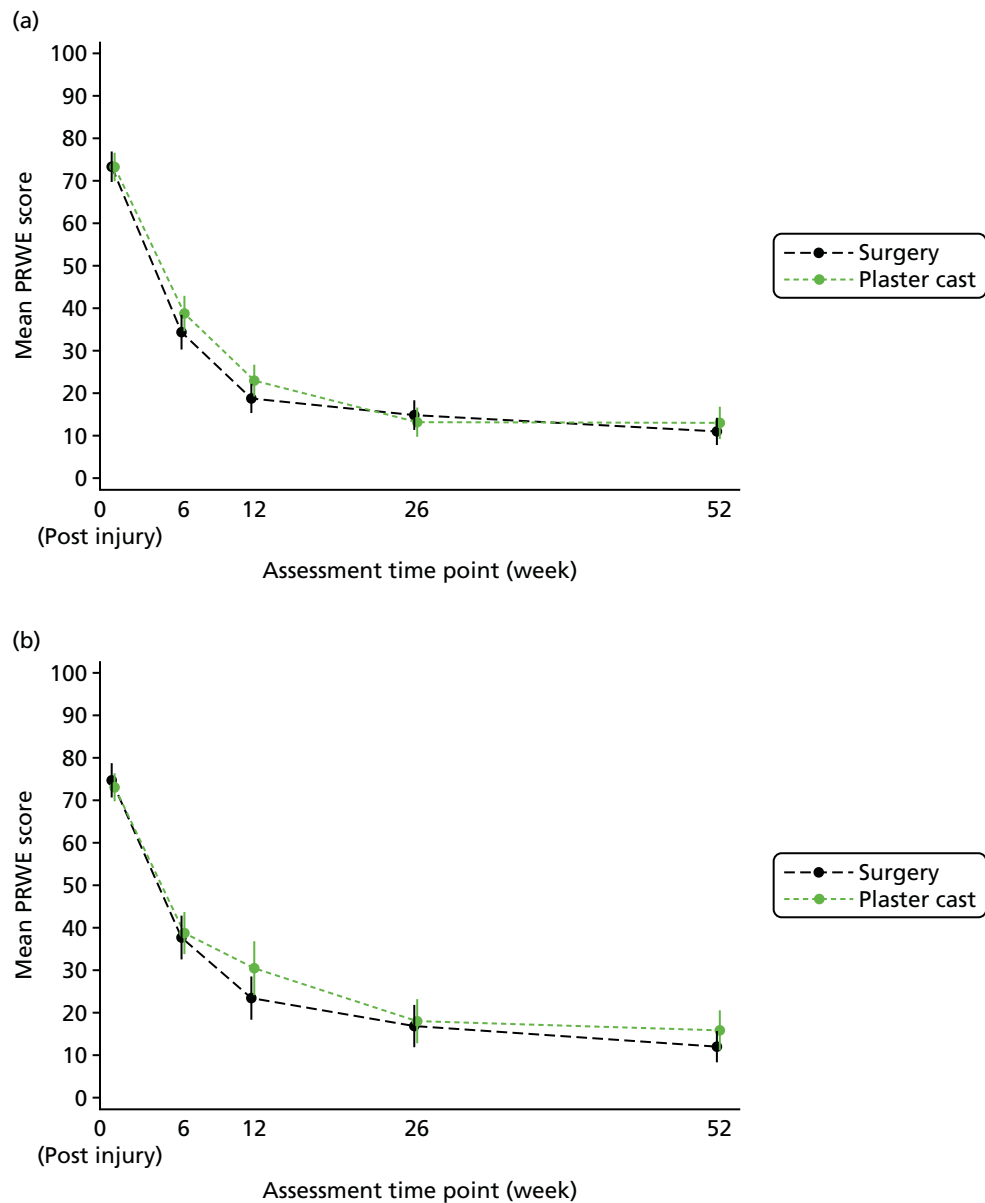 (a)
100
90
80
70
60
50
40
30
20
10
0
Mean PRWE score
0 6 12 26 52
(Post injury)
Assessment time point (week)
Surgery
Plaster cast
(b)
100
90
80
70
60
50
40
30
20
10
0
Mean PRWE score
0 6 12 26 52
(Post injury)
Assessment time point (week)
Surgery
Plaster cast